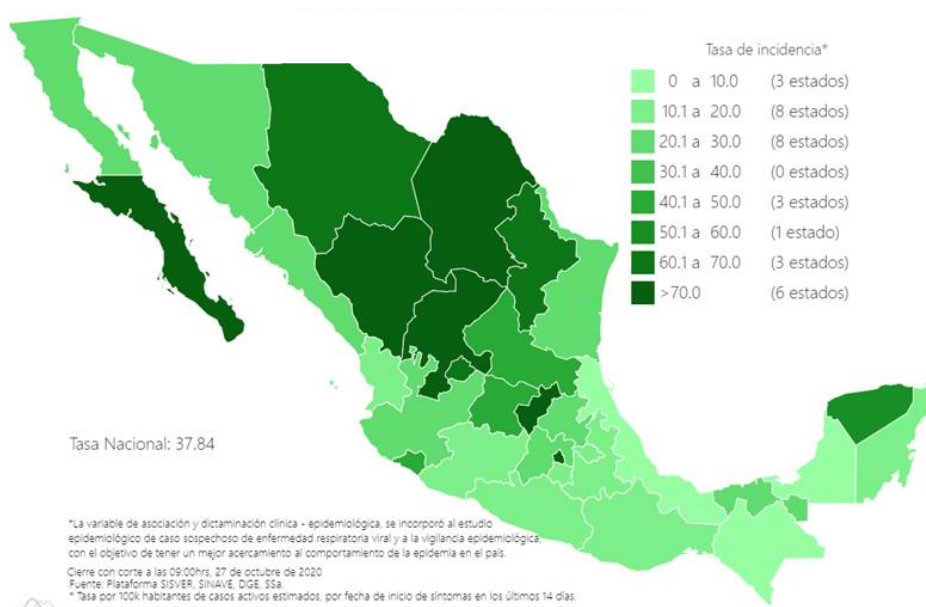 Tasa de incidencia*
0 a 10.0 (3 estados)
10.1 a 20.0 (8 estados)
20.1 a 30.0 (8 estados)
30.1 a 40.0 (0 estados)
40.1 a 50.0 (3 estados)
50.1 a 60.0 (1 estado)
60.1 a 70.0 (3 estados)
>70.0 (6 estados)
Tasa Nacional: 37.84
*La variable de asociación y dictaminación clínica - epidemiológica, se incorporó al estudio
epidemiológico de caso sospechoso de enfermedad respiratoria viral y a la vigilancia epidemiológica,
con el objetivo de tener un mejor acercamiento al comportamiento de la epidemia en el país.
Cierre con corte a las 09:00hrs, 27 de octubre de 2020
Fuente: Plataforma SISVER, SINAVE, DGE, SSa.
* Tasa por 100k habitantes de casos activos estimados, por fecha de inicio de síntomas en los últimos 14 días.